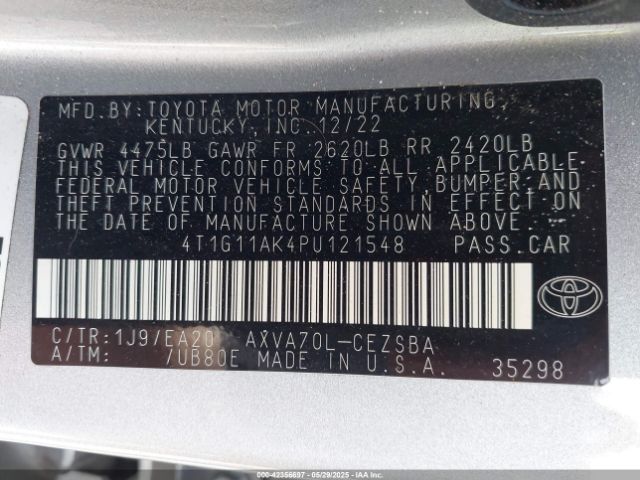 MFD.BY:TOYOTA MOTOR MANUFACTURING,
KENTUCKY,INC. 12/22
GVWR 4475LB GAWR FR 2620LB RR 2420LB
THIS VEHICLE CONFORMS TO ALL APPLICABLE
FEDERAL MOTOR VEHICLE SAFETY,BUMPER,AND
THEFT PREVENTION STANDARDS IN EFFECT ON
THE DATE OF MANUFACTURE SHOWN ABOVE.
4T1G11AK4PU121548 PASS.CAR
C/TR:1J9/EA20 AXVA70L-CEZSBA
A/TM: 7UB80E MADE IN U.S.A. 35298
© IAA - 42356697 - 05/29/2025 - IAAI.COM